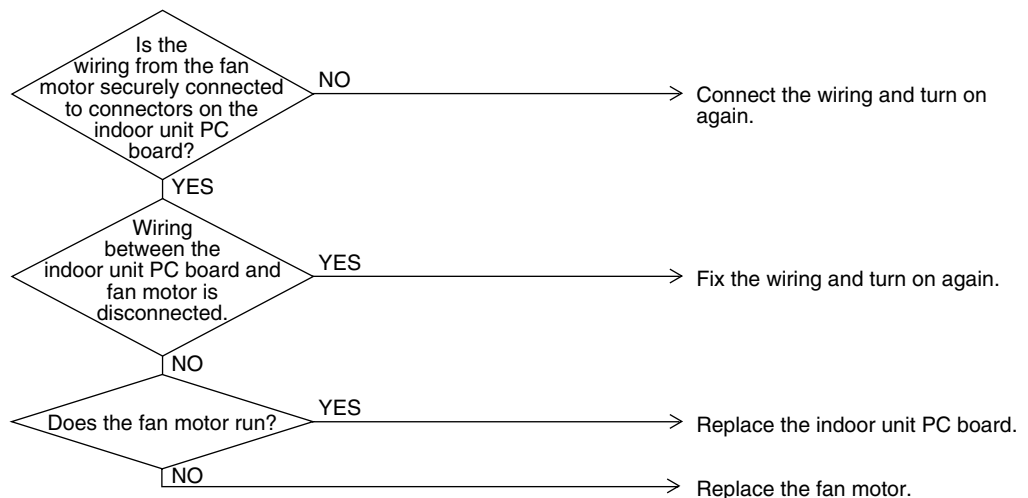 Is the
wiring from the fan
motor securely connected
to connectors on the
indoor unit PC
board?
NO
Connect the wiring and turn on
again.
YES
Wiring
between the
indoor unit PC board and
fan motor is
disconnected.
YES
Fix the wiring and turn on again.
NO
Does the fan motor run?
YES
Replace the indoor unit PC board.
NO
Replace the fan motor.